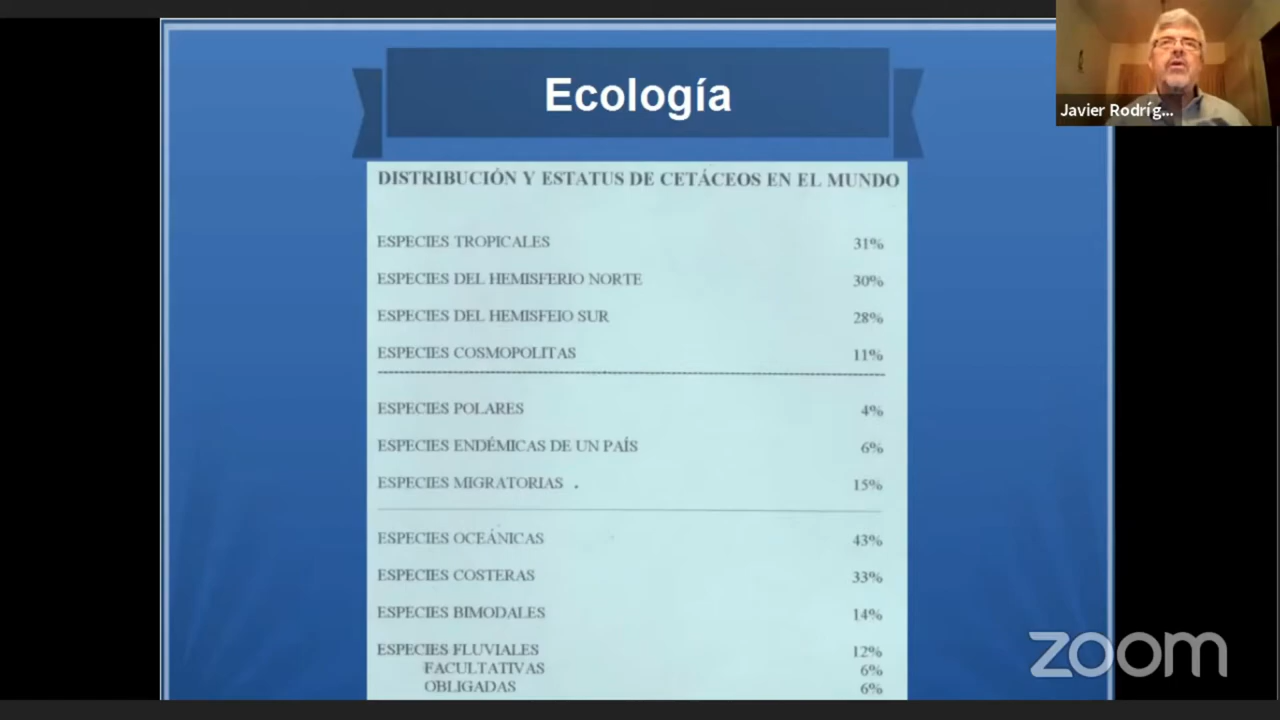 Ecología
Javier Rodríg...
DISTRIBUCIÓN Y ESTATUS DE CETÁCEOS EN EL MUNDO
ESPECIES TROPICALES 31%
ESPECIES DEL HEMISFERIO NORTE 30%
ESPECIES DEL HEMISFEIO SUR 28%
ESPECIES COSMOPOLITAS 11%
ESPECIES POLARES 4%
ESPECIES ENDÉMICAS DE UN PAÍS 6%
ESPECIES MIGRATORIAS . 15%
ESPECIES OCEÁNICAS 43%
ESPECIES COSTERAS 33%
ESPECIES BIMODALES 14%
ESPECIES FLUVIALES 12%
FACULTATIVAS 6%
OBLIGADAS 6%
zoom